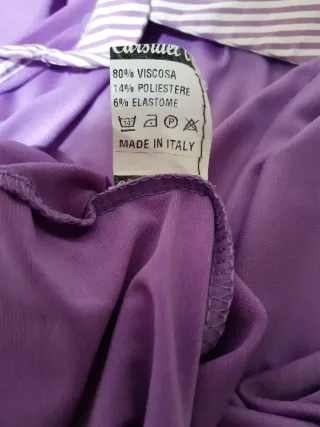 80% VISCOSA
14% POLIESTERE
6% ELASTOME
MADE IN ITALY